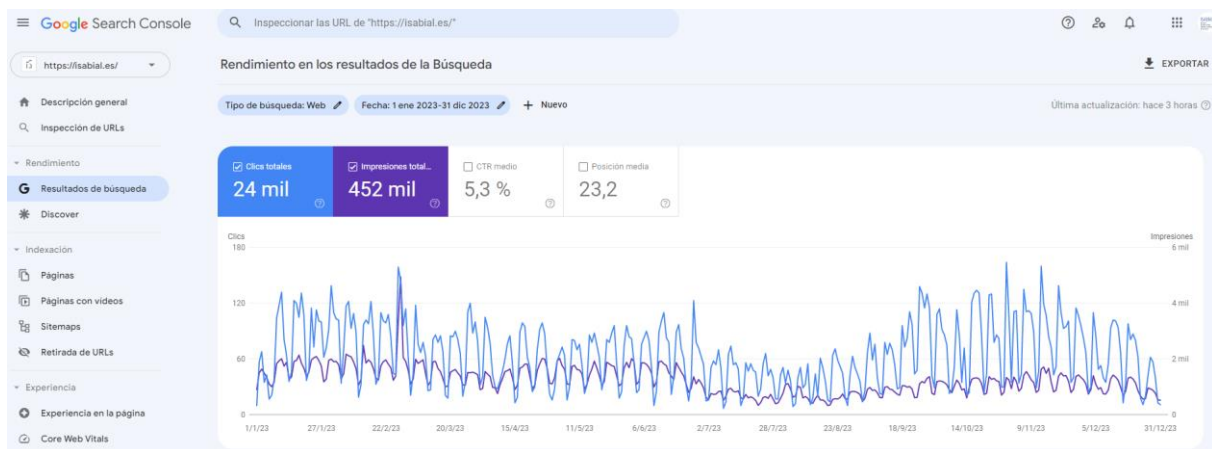 Google Search Console
Inspeccionar las URL de "https://isabial.es/"
https://isabial.es/
Rendimiento en los resultados de la Búsqueda
EXPORTAR
Descripción general
Inspección de URLs
Tipo de búsqueda: Web
Fecha: 1 ene 2023-31 dic 2023
+ Nuevo
Última actualización: hace 3 horas
Rendimiento
Resultados de búsqueda
Discover
Clics totales
24 mil
Impresiones total...
452 mil
CTR medio
5,3 %
Posición media
23,2
Indexación
Páginas
Páginas con vídeos
Sitemaps
Retirada de URLs
Experiencia
Experiencia en la página
Core Web Vitals
Clics
180
120
60
0
Impresiones
6 mil
4 mil
2 mil
0
1/1/23 27/1/23 22/2/23 20/3/23 15/4/23 11/5/23 6/6/23 2/7/23 28/7/23 23/8/23 18/9/23 14/10/23 9/11/23 5/12/23 31/12/23